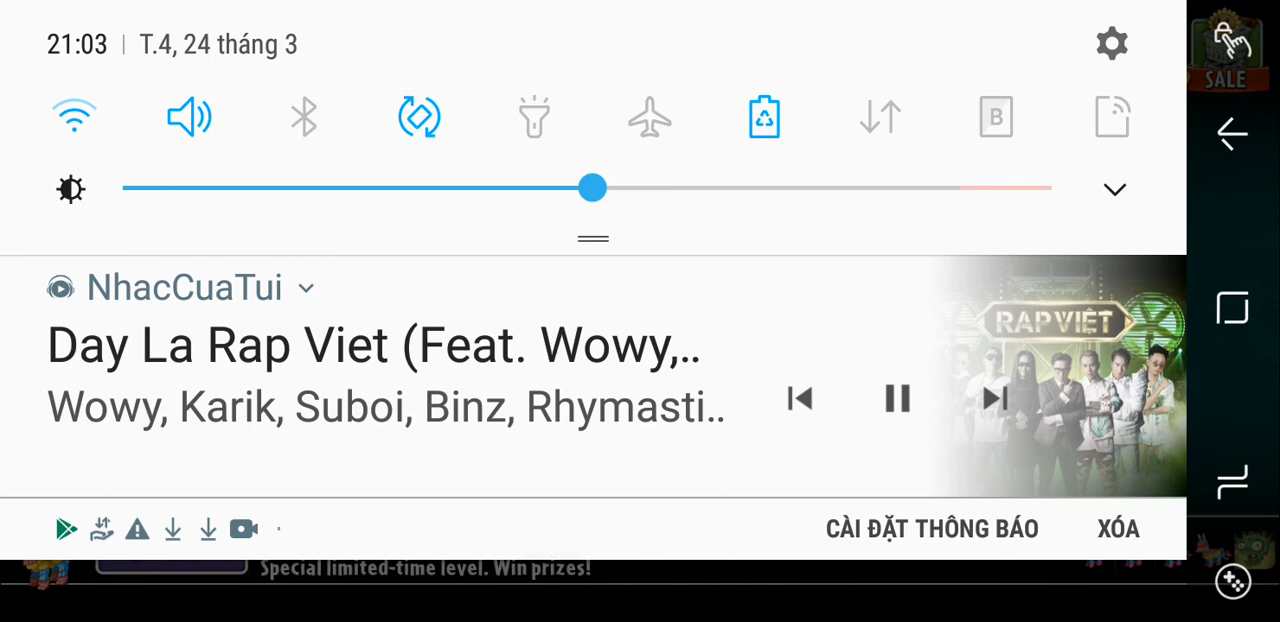 21:03 | T.4, 24 tháng 3
SALE
B
NhacCuaTui
Day La Rap Viet (Feat. Wowy,..
Wowy, Karik, Suboi, Binz, Rhymasti..
RAP VIỆT
CÀI ĐẶT THÔNG BÁO XÓA
Special limited-time level. Win prizes!